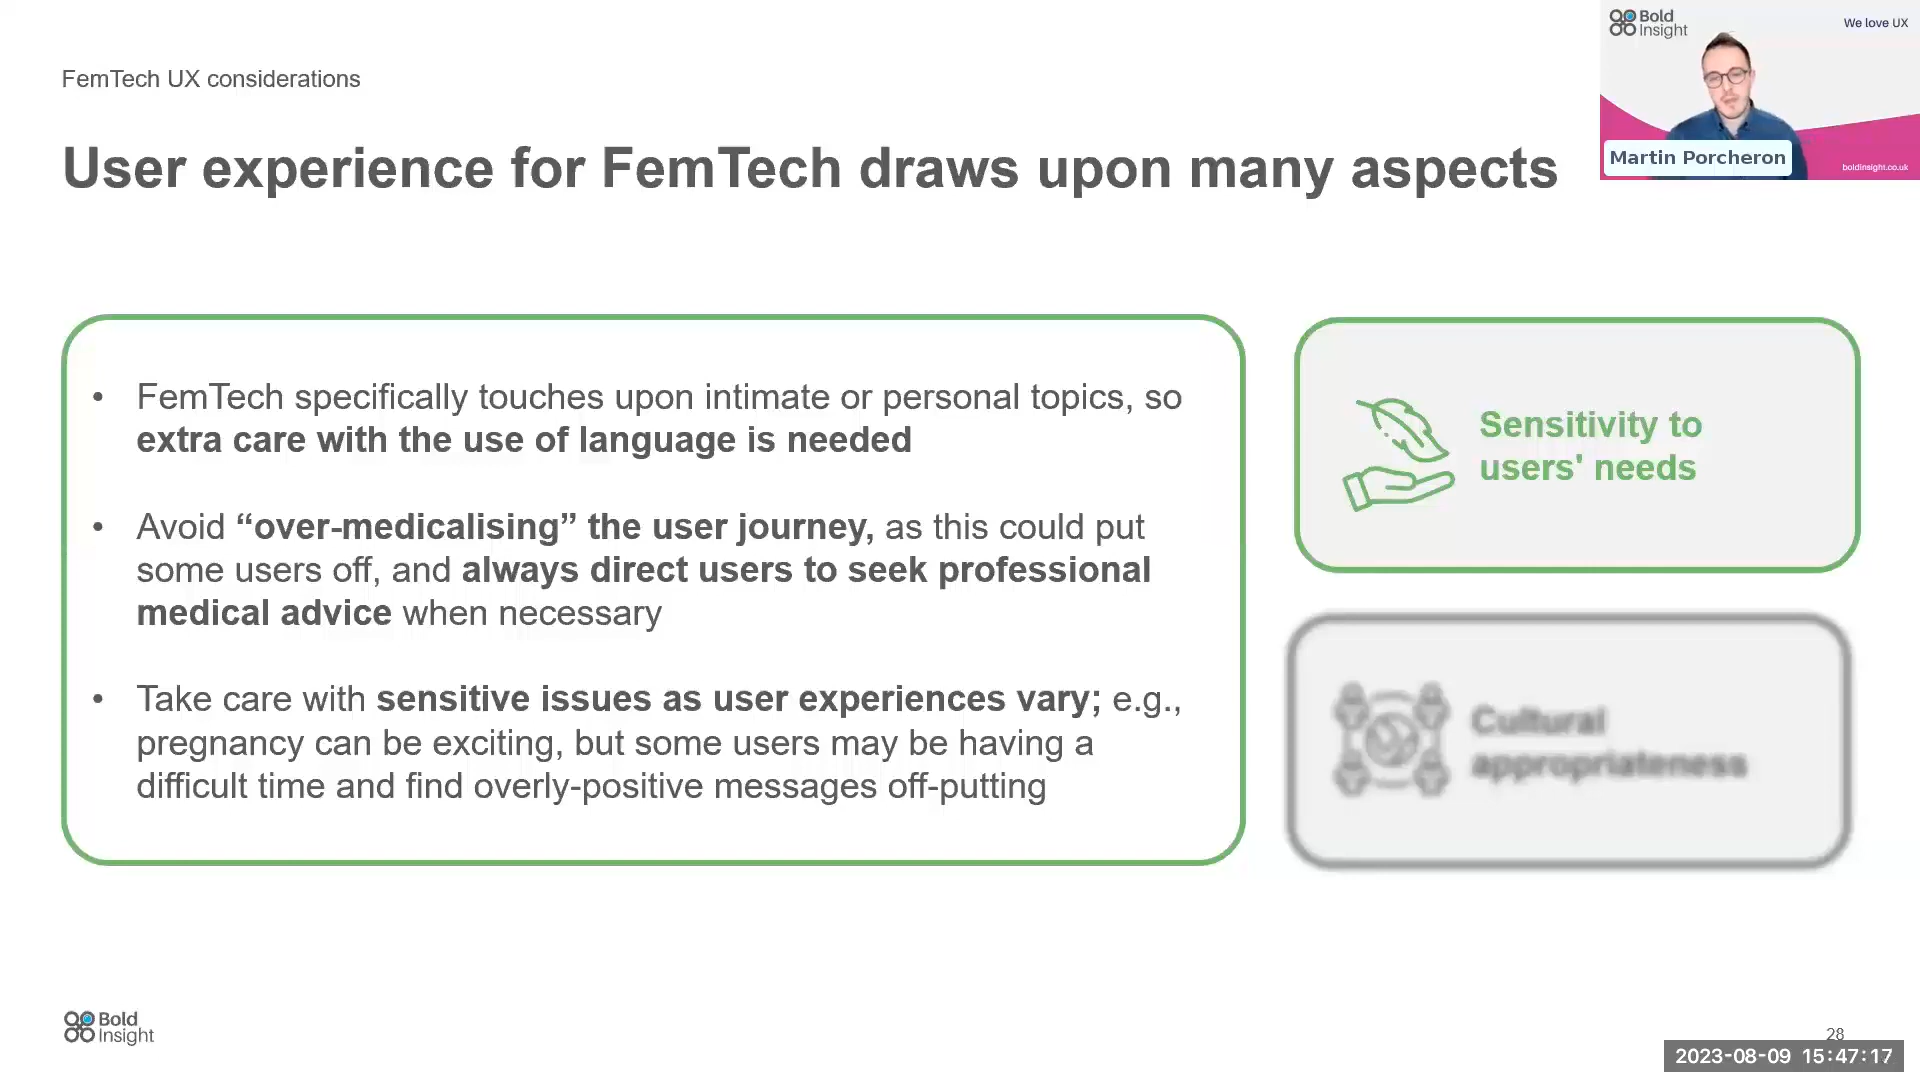 Bold
Insight
We love UX
FemTech UX considerations
User experience for FemTech draws upon many aspects
Martin Porcheron
boldinsight.co.uk
• FemTech specifically touches upon intimate or personal topics, so
extra care with the use of language is needed
• Avoid “over-medicalising” the user journey, as this could put
some users off, and always direct users to seek professional
medical advice when necessary
• Take care with sensitive issues as user experiences vary; e.g.,
pregnancy can be exciting, but some users may be having a
difficult time and find overly-positive messages off-putting
Sensitivity to
users' needs
Cultural
appropriateness
Bold
Insight
28
2023-08-09 15:47:17